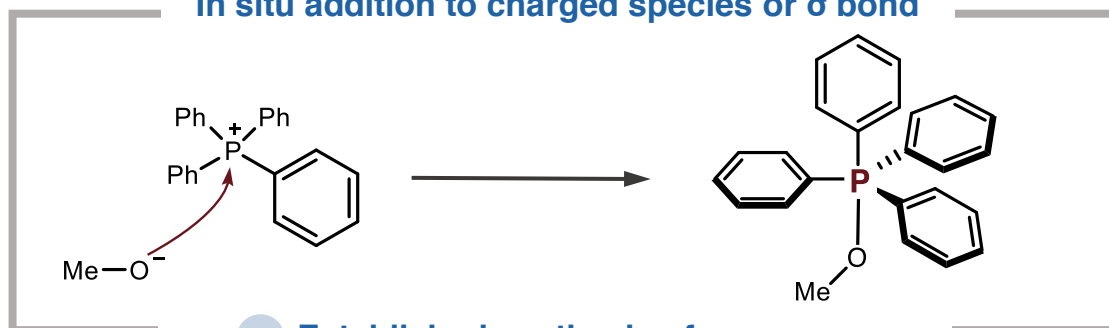 In situ addition to charged species or σ bond
Ph Ph
+
Ph P
Me O −
P
O
Me